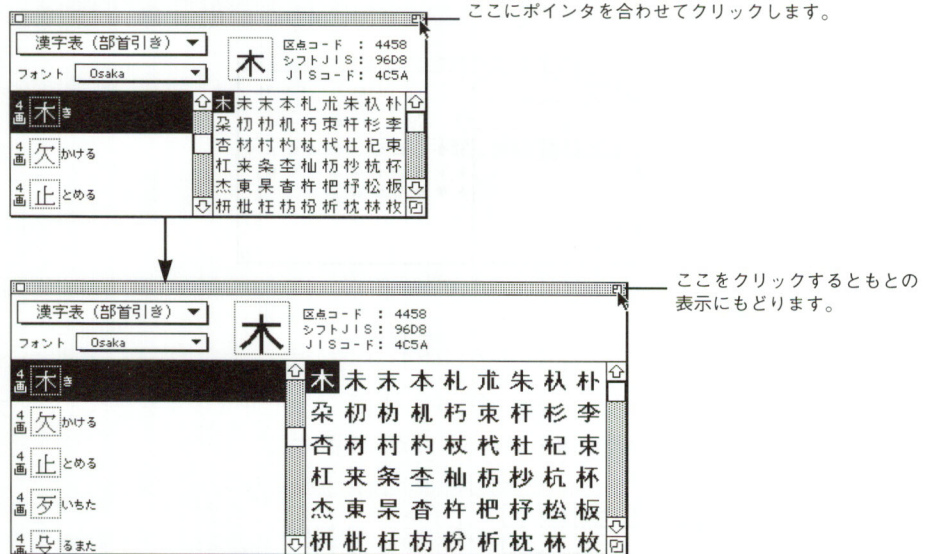 ここにポインタを合わせてクリックします。
漢字表（部首引き）
フォント Osaka
木
区点コード : 4458
シフトJIS: 96D8
JISコード: 4C5A
4画 木 き
4画 欠 かける
4画 止 とめる
木未末本札朮朱朳朴
朶朷朸机朽朿杆杉李
杏材村杓杖杙杜杞束
杠来条杢杣杤杪杭杯
杰東杲杳杵杷杼松板
枅枇枉枋枌析枕林枚
ここをクリックするともとの
表示にもどります。
漢字表（部首引き）
フォント Osaka
木
区点コード : 4458
シフトJIS: 96D8
JISコード: 4C5A
4画 木 き
4画 欠 かける
4画 止 とめる
4画 歹 いちた
4画 殳 るまた
木未末本札朮朱朳朴
朶朷朸机朽朿杆杉李
杏材村杓杖杙杜杞束
杠来条杢杣杤杪杭杯
杰東杲杳杵杷杼松板
枅枇枉枋枌析枕林枚